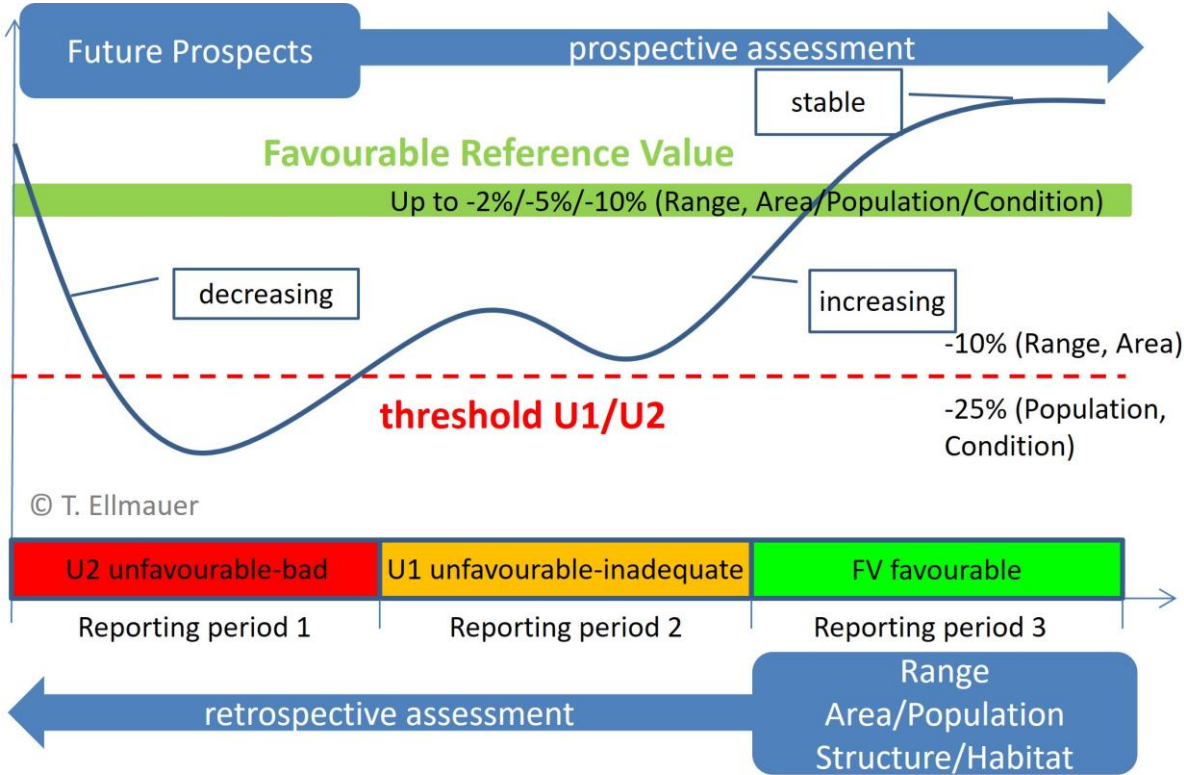 Future Prospects
prospective assessment
stable
Favourable Reference Value
Up to -2%/-5%/-10% (Range, Area/Population/Condition)
decreasing
increasing
-10% (Range, Area)
threshold U1/U2
-25% (Population,
Condition)
© T. Ellmauer
U2 unfavourable-bad
U1 unfavourable-inadequate
FV favourable
Reporting period 1
Reporting period 2
Reporting period 3
retrospective assessment
Range
Area/Population
Structure/Habitat